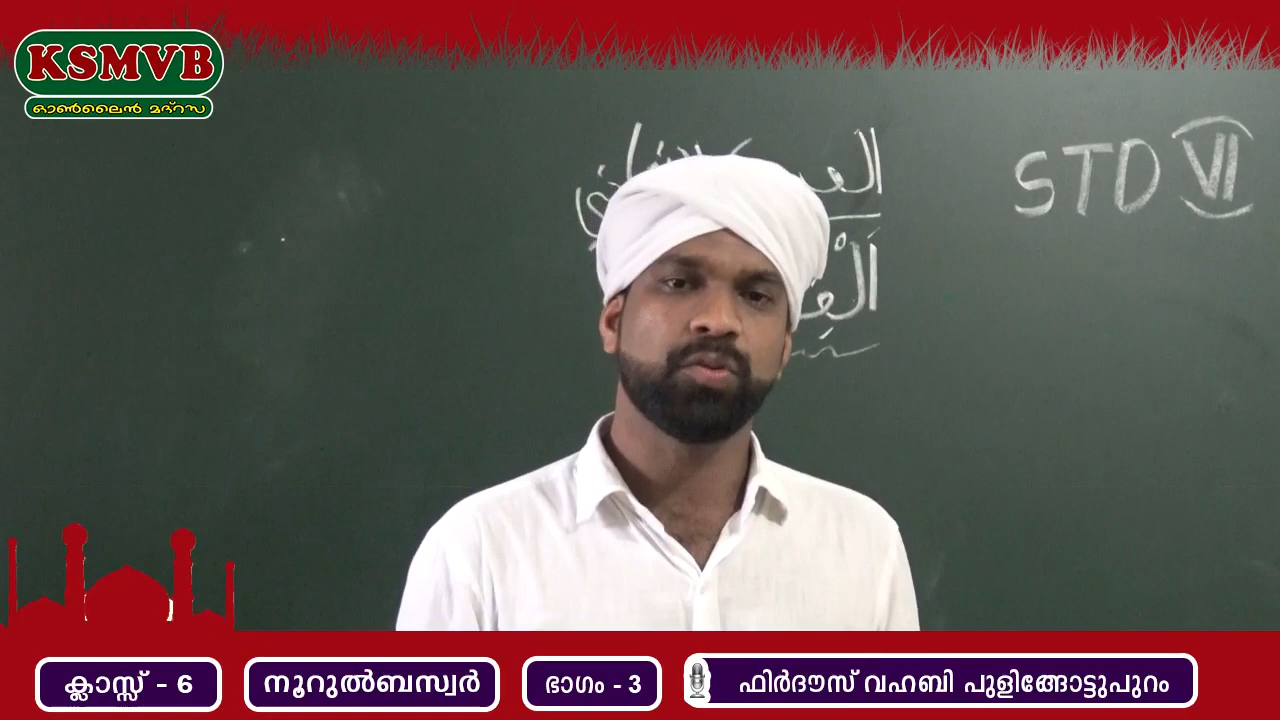 KSMVB
ഓൺലൈൻ മദ്റസ
STD VI
ക്ലാസ്സ് - 6
നൂറുൽബസ്വർ
ഭാഗം - 3
ഫിർദൗസ് വഹബി പുളിങ്ങോട്ടുപുറം